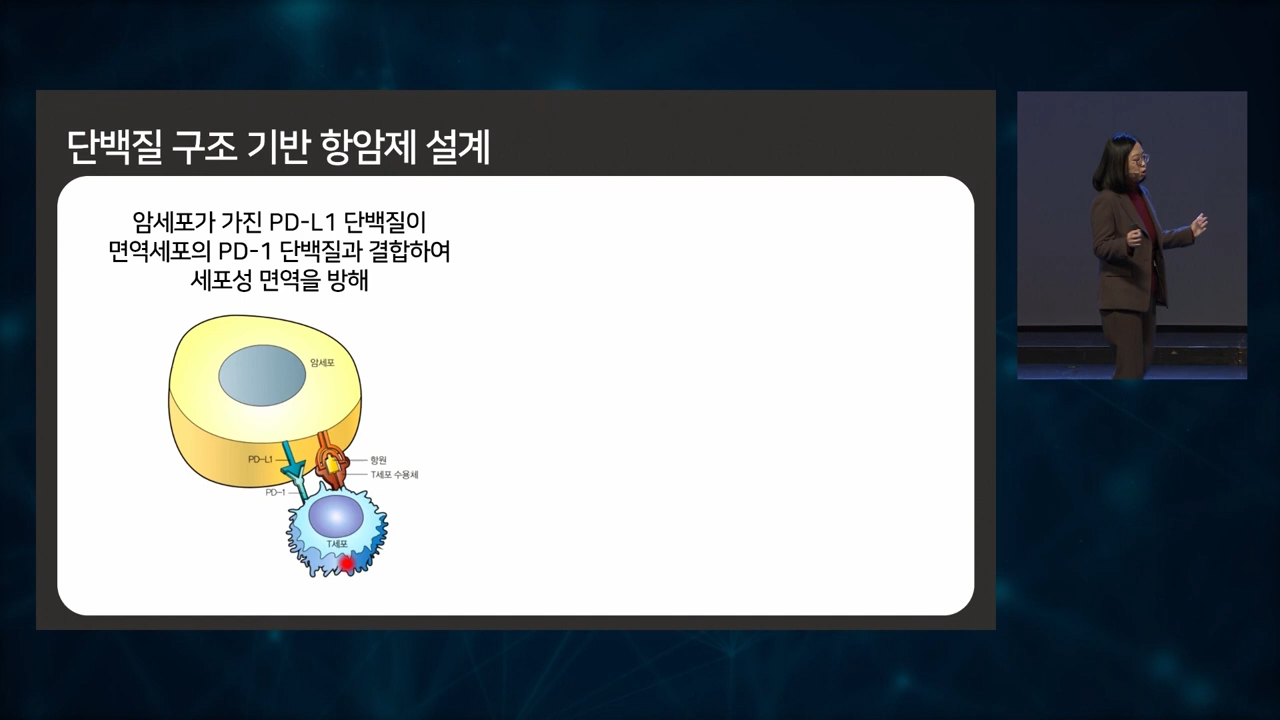 단백질 구조 기반 항암제 설계
암세포가 가진 PD-L1 단백질이
면역세포의 PD-1 단백질과 결합하여
세포성 면역을 방해
암세포
PD-L1
항원
T세포 수용체
PD-1
T세포